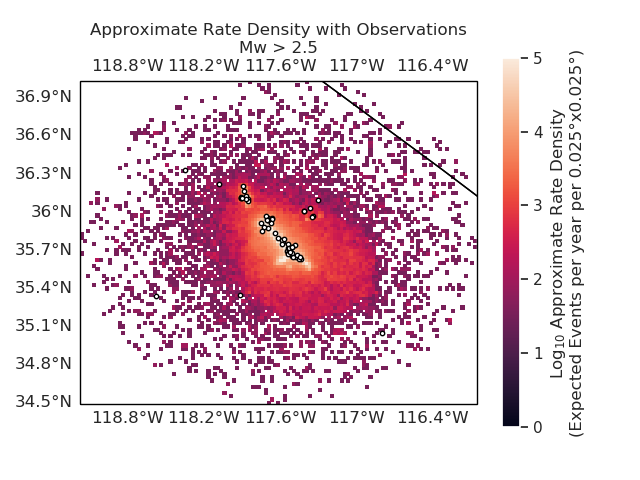 Approximate Rate Density with Observations
Mw > 2.5
118.8°W 118.2°W 117.6°W 117°W 116.4°W
36.9°N
36.6°N
36.3°N
36°N
35.7°N
35.4°N
35.1°N
34.8°N
34.5°N
118.8°W 118.2°W 117.6°W 117°W 116.4°W
5
4
3
2
1
0
Log₁₀ Approximate Rate Density
(Expected Events per year per 0.025°x0.025°)